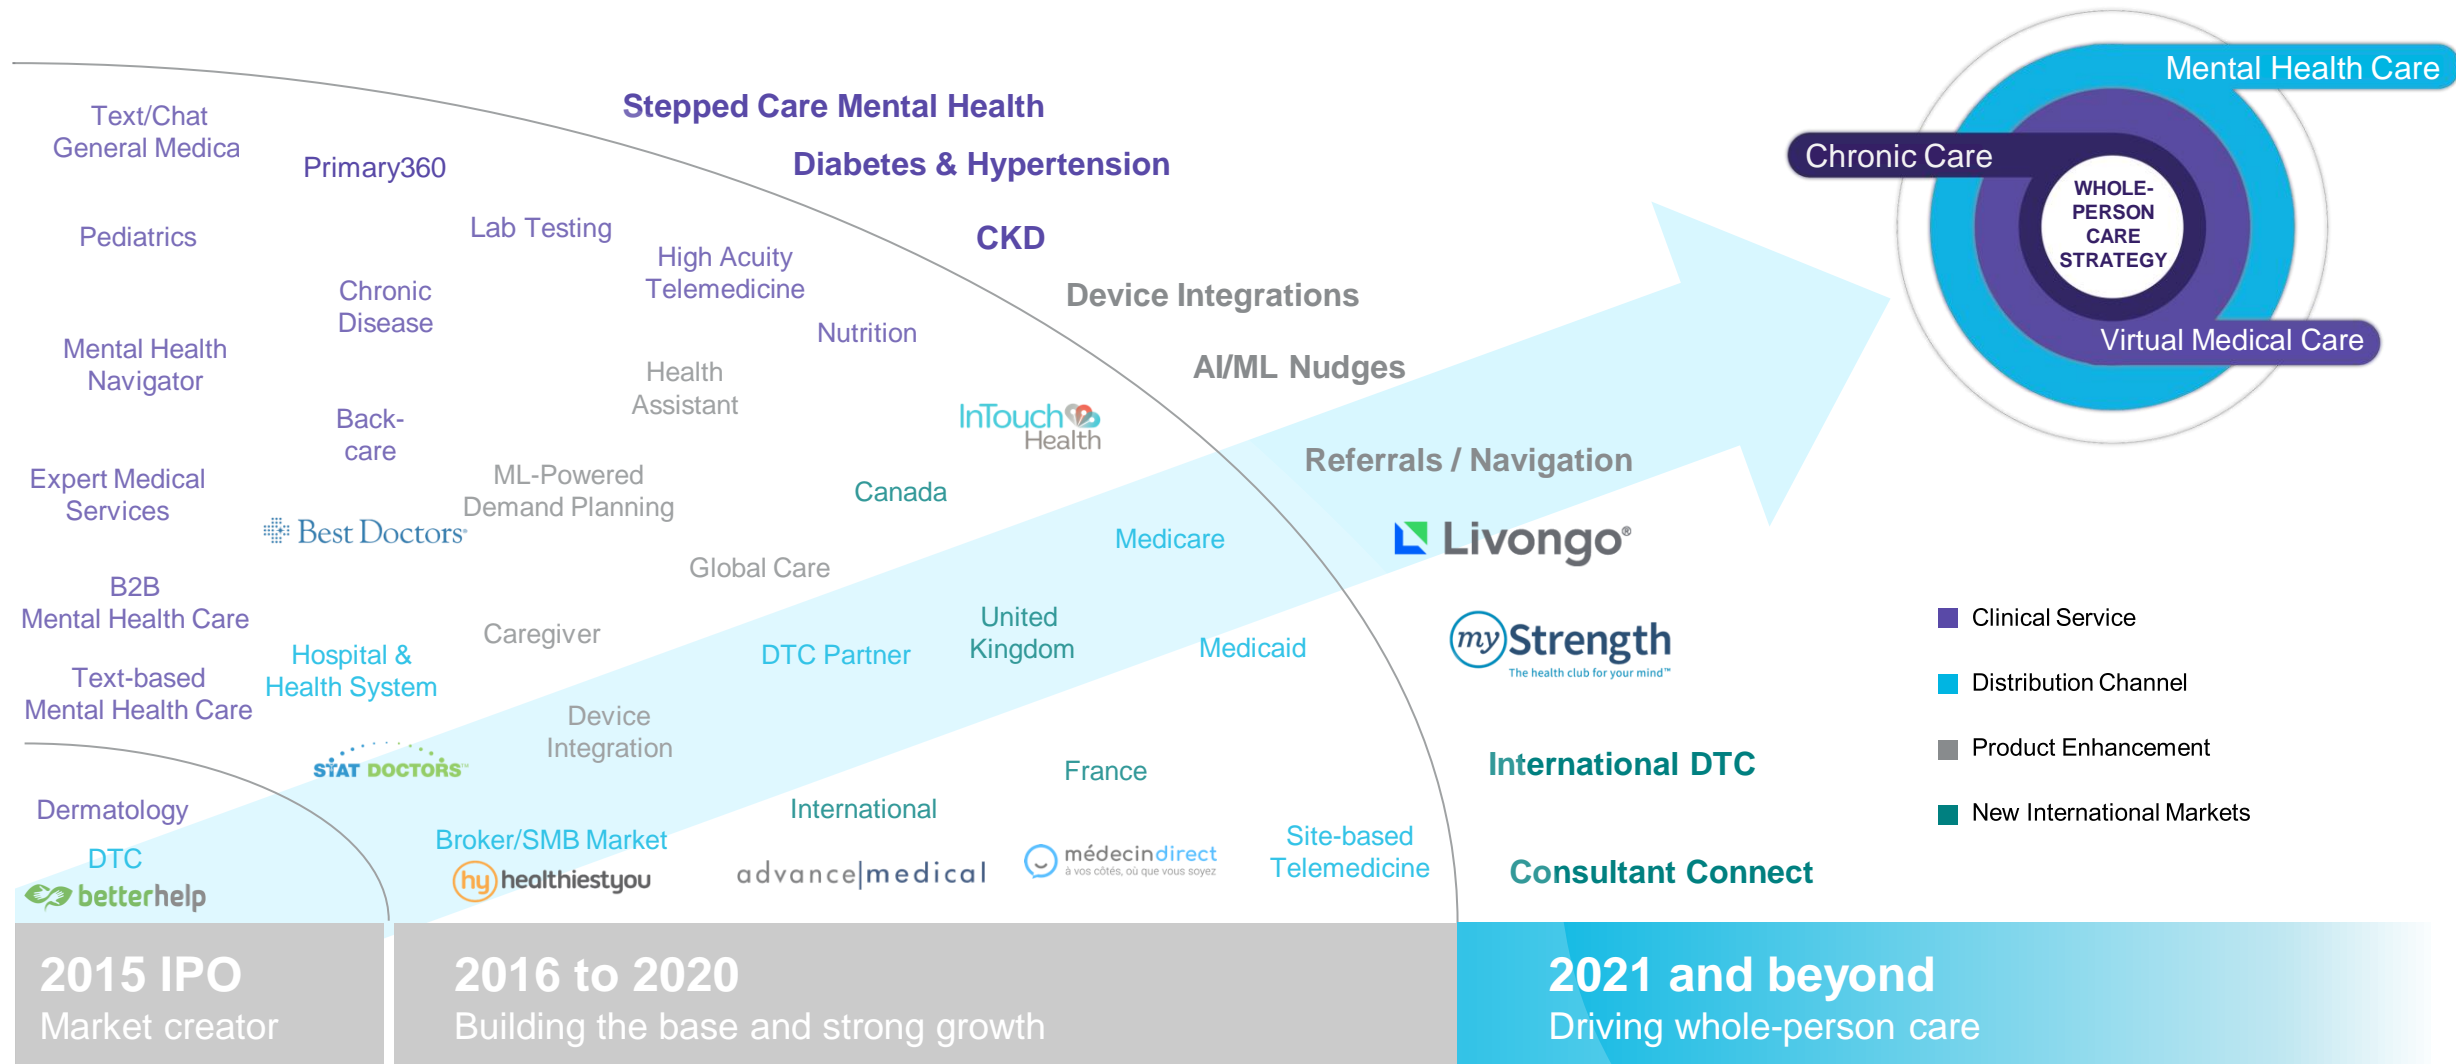 Text/Chat
General Medica
Primary360
Pediatrics
Lab Testing
High Acuity
Telemedicine
Chronic
Disease
Nutrition
Mental Health
Navigator
Health
Assistant
Back-
care
InTouch
Health
Expert Medical
Services
ML-Powered
Demand Planning
Canada
Best Doctors®
Medicare
Global Care
B2B
Mental Health Care
Caregiver
United
Kingdom
Hospital &
Health System
DTC Partner
Medicaid
Text-based
Mental Health Care
Device
Integration
STAT DOCTORS™
France
International
Dermatology
DTC
betterhelp
Broker/SMB Market
hy healthiestyou
advance|medical
médecindirect
à vos côtés, où que vous soyez
Site-based
Telemedicine
Stepped Care Mental Health
Diabetes & Hypertension
CKD
Device Integrations
AI/ML Nudges
Referrals / Navigation
Livongo®
myStrength
The health club for your mind™
International DTC
Consultant Connect
Mental Health Care
Chronic Care
WHOLE-
PERSON
CARE
STRATEGY
Virtual Medical Care
Clinical Service
Distribution Channel
Product Enhancement
New International Markets
2015 IPO
Market creator
2016 to 2020
Building the base and strong growth
2021 and beyond
Driving whole-person care